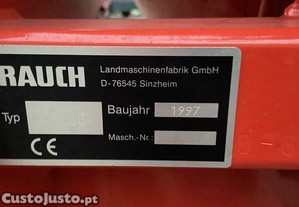 RAUCH
Landmaschinenfabrik GmbH
D-76545 Sinzheim
Typ
Baujahr 1997
Masch.-Nr.:
CE
CustoJusto.pt